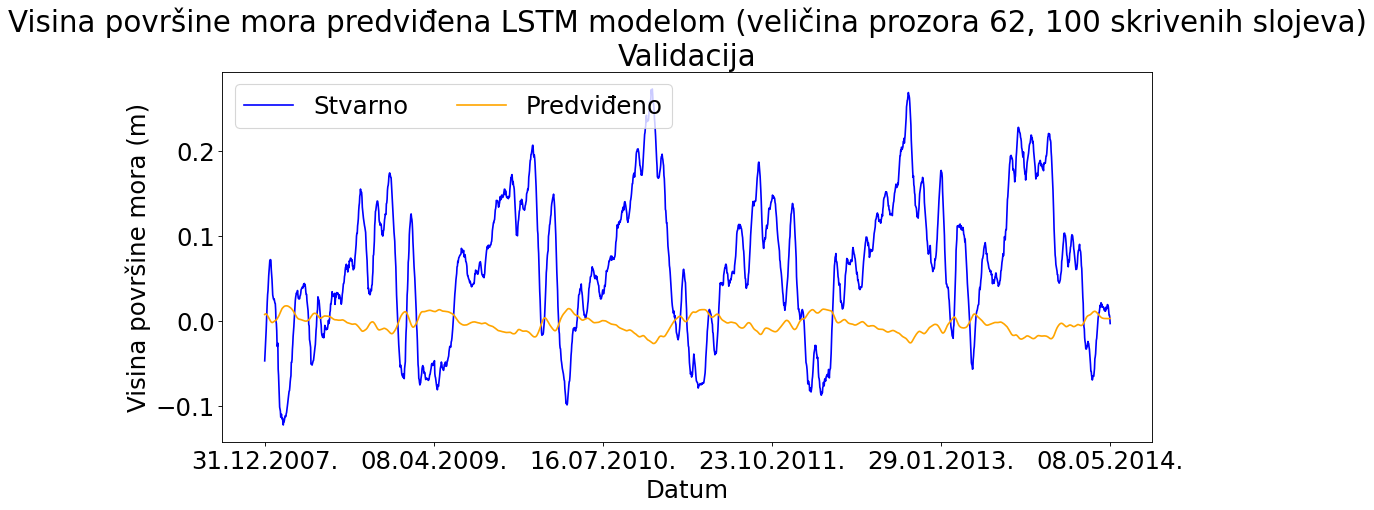 Visina površine mora predviđena LSTM modelom (veličina prozora 62, 100 skrivenih slojeva)
Validacija
Stvarno Predviđeno
Visina površine mora (m)
0.2
0.1
0.0
−0.1
31.12.2007. 08.04.2009. 16.07.2010. 23.10.2011. 29.01.2013. 08.05.2014.
Datum